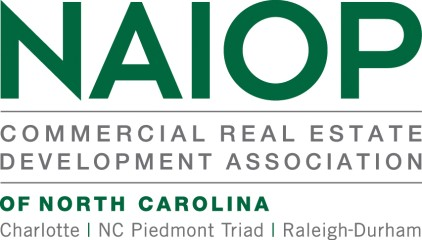 NAIOP
COMMERCIAL REAL ESTATE
DEVELOPMENT ASSOCIATION
OF NORTH CAROLINA
Charlotte | NC Piedmont Triad | Raleigh-Durham